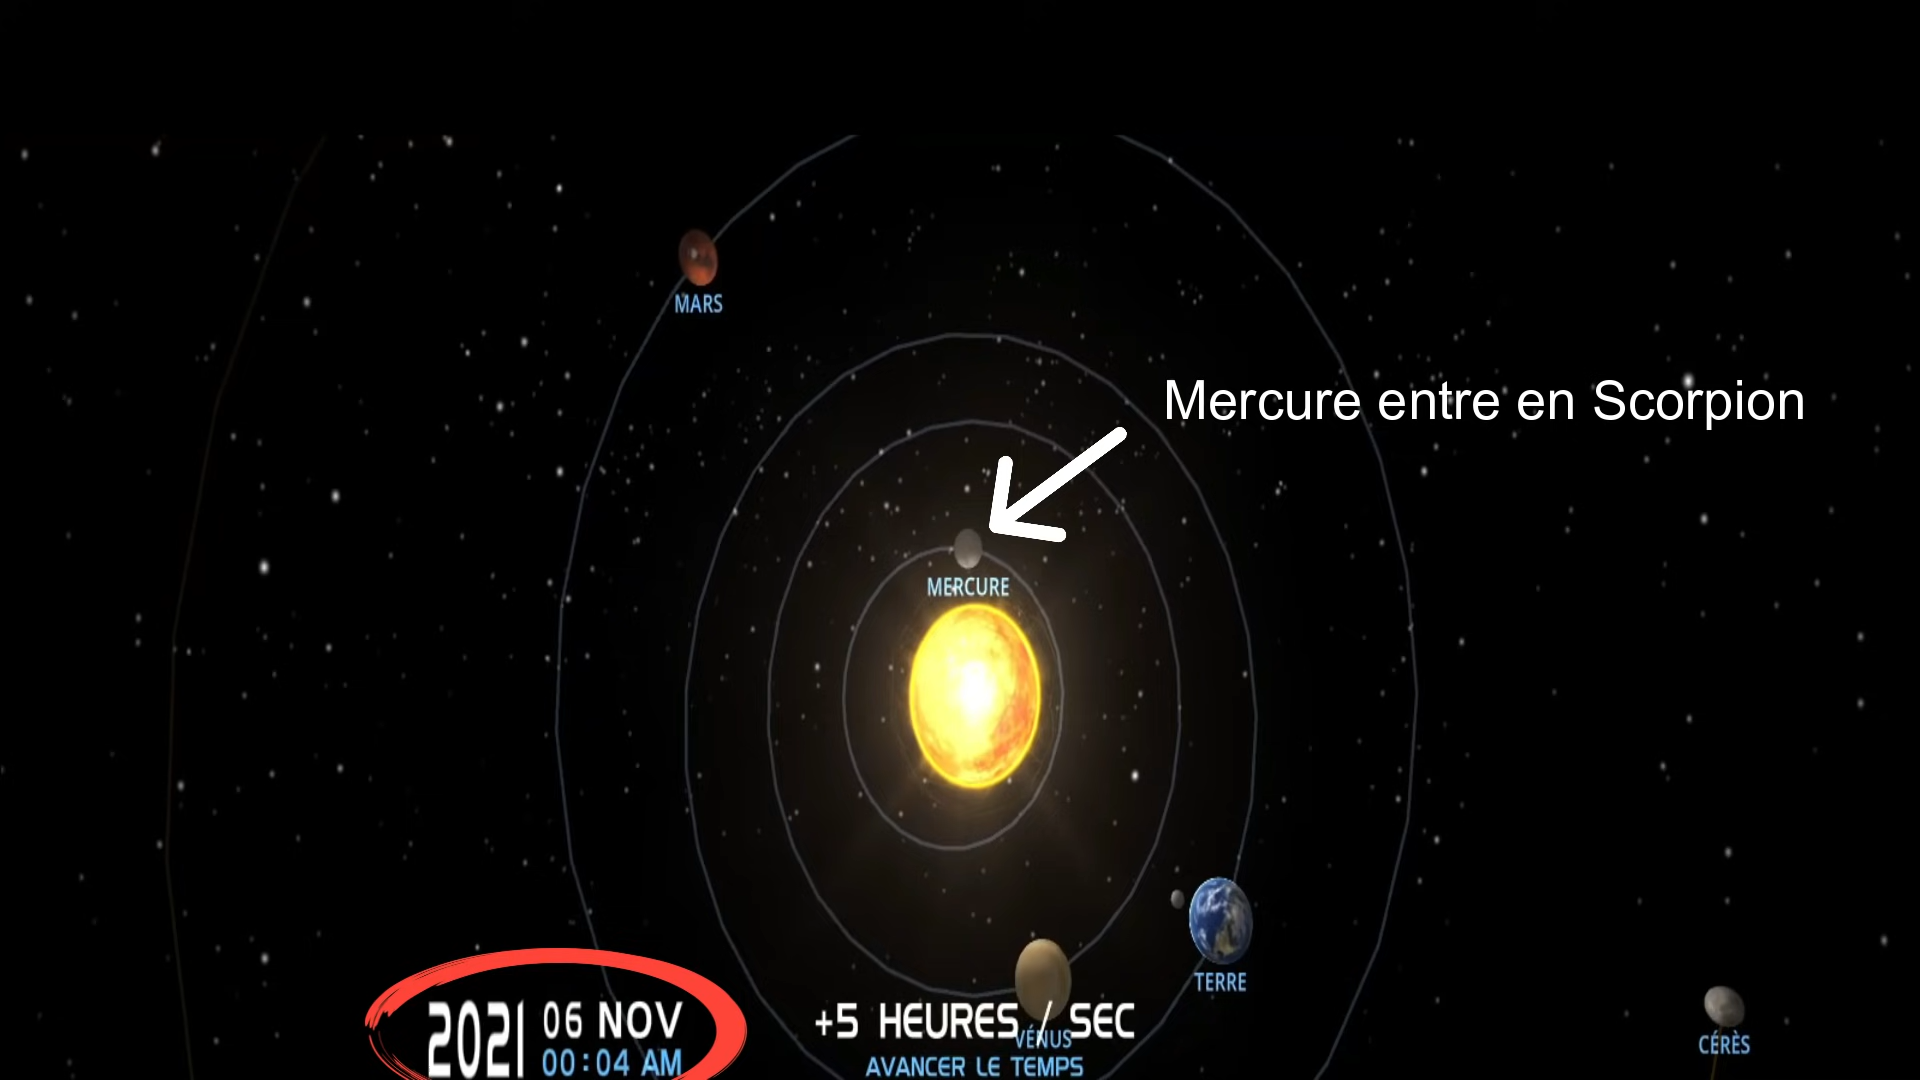 MARS
Mercure entre en Scorpion
MERCURE
TERRE
2021 06 NOV
00:04 AM
+5 HEURES / SEC
VÉNUS
AVANCER LE TEMPS
CÉRÈS